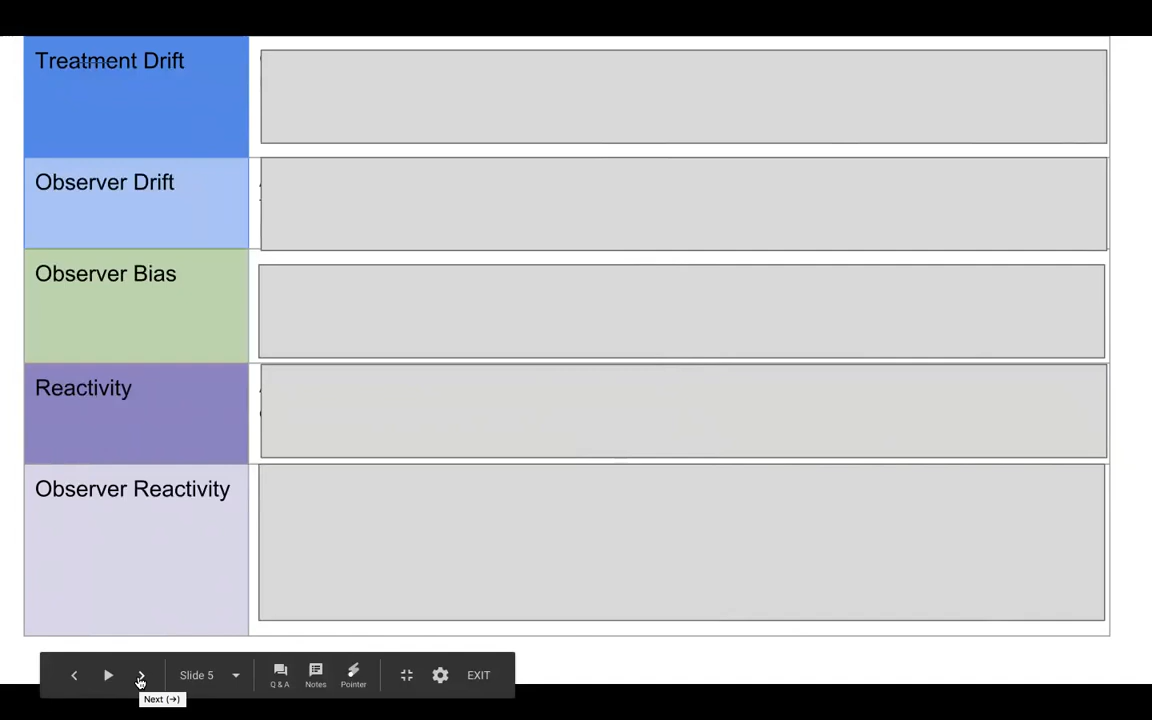 Treatment Drift
Observer Drift
Observer Bias
Reactivity
Observer Reactivity
Slide 5
Q & A
Notes
Pointer
EXIT
Next (→)